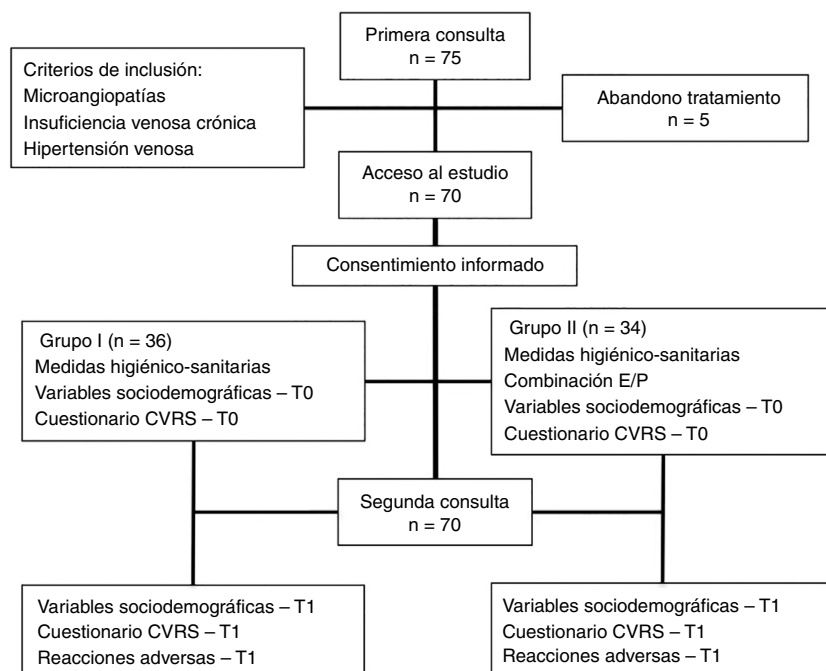 Primera consulta
n = 75
Criterios de inclusión:
Microangiopatías
Insuficiencia venosa crónica
Hipertensión venosa
Abandono tratamiento
n = 5
Acceso al estudio
n = 70
Consentimiento informado
Grupo I (n = 36)
Medidas higiénico-sanitarias
Variables sociodemográficas – T0
Cuestionario CVRS – T0
Grupo II (n = 34)
Medidas higiénico-sanitarias
Combinación E/P
Variables sociodemográficas – T0
Cuestionario CVRS – T0
Segunda consulta
n = 70
Variables sociodemográficas – T1
Cuestionario CVRS – T1
Reacciones adversas – T1
Variables sociodemográficas – T1
Cuestionario CVRS – T1
Reacciones adversas – T1